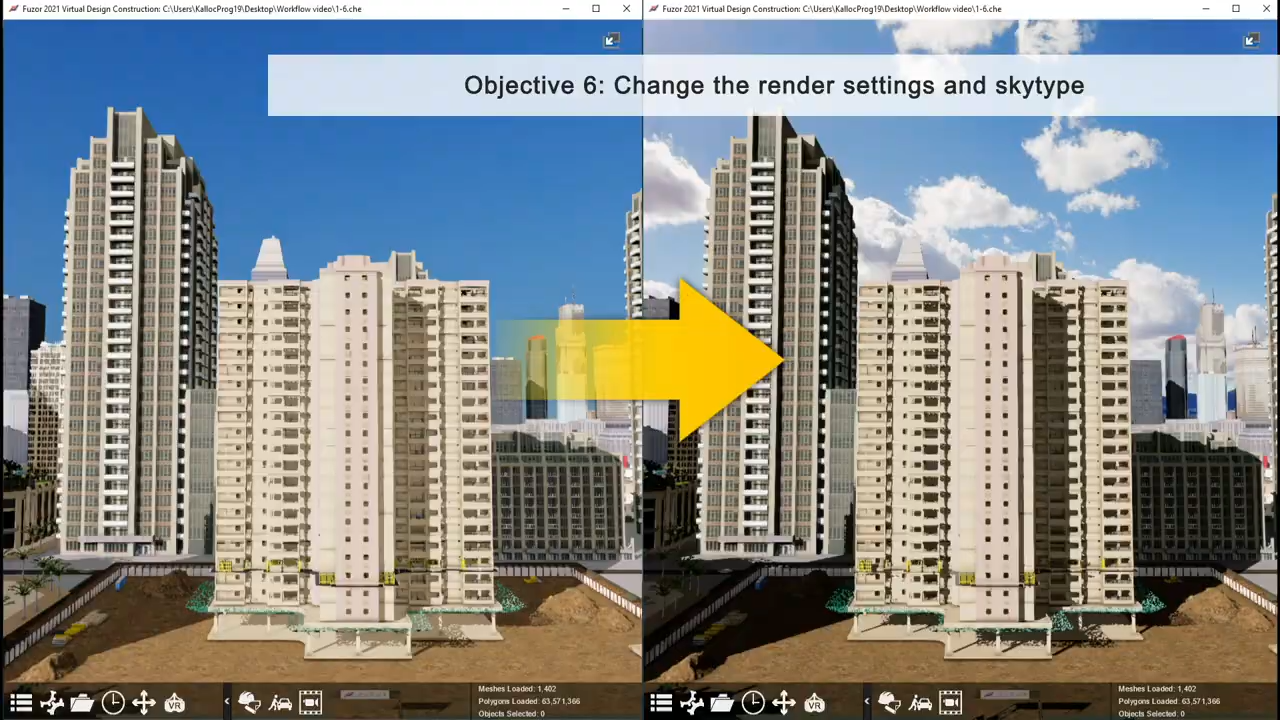 Fuzor 2021 Virtual Design Construction: C:\Users\KallocProg19\Desktop\Workflow video\1-6.che
Fuzor 2021 Virtual Design Construction: C:\Users\KallocProg19\Desktop\Workflow video\1-6.che
Objective 6: Change the render settings and skytype
VR
Meshes Loaded: 1,402
Polygons Loaded: 63,571,366
Objects Selected: 0
VR
Meshes Loaded: 1,402
Polygons Loaded: 63,571,366
Objects Selected: 0